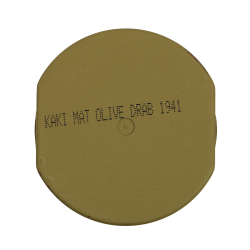 KAKI MAT OLIVE DRAB 1941